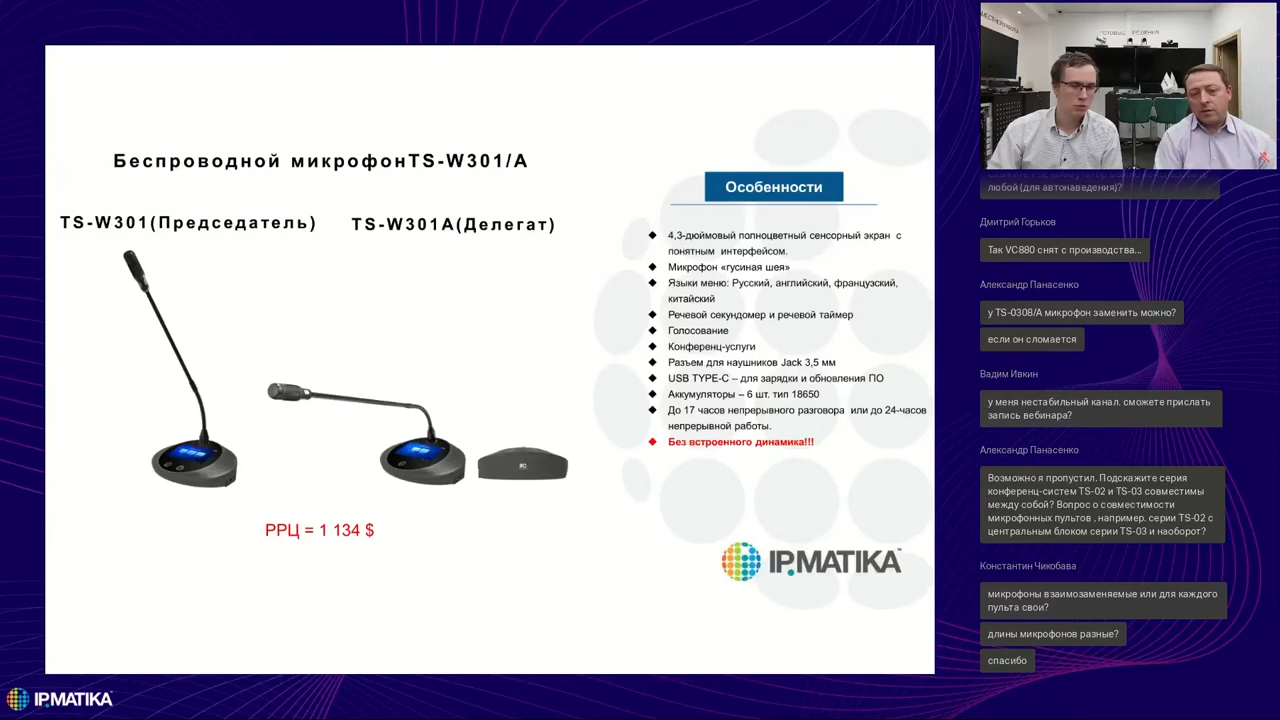 Беспроводной микрофонTS-W301/A
TS-W301(Председатель)
TS-W301A(Делегат)
РРЦ = 1 134 $
Особенности
4,3-дюймовый полноцветный сенсорный экран с
понятным интерфейсом.
Микрофон «гусиная шея»
Языки меню: Русский, английский, французский,
китайский
Речевой секундомер и речевой таймер
Голосование
Конференц-услуги
Разъем для наушников Jack 3,5 мм
USB TYPE-C – для зарядки и обновления ПО
Аккумуляторы – 6 шт. тип 18650
До 17 часов непрерывного разговора или до 24-часов
непрерывной работы.
Без встроенного динамика!!!
IP.MATIKA™
IP.MATIKA
любой (для автонаведения)?
Дмитрий Горьков
Так VC880 снят с производства...
Александр Панасенко
у TS-0308/A микрофон заменить можно?
если он сломается
Вадим Ивкин
у меня нестабильный канал. сможете прислать
запись вебинара?
Александр Панасенко
Возможно я пропустил. Подскажите серия
конференц-систем TS-02 и TS-03 совместимы
между собой? Вопрос о совместимости
микрофонных пультов , например. серии TS-02 с
центральным блоком серии TS-03 и наоборот?
Константин Чикобава
микрофоны взаимозаменяемые или для каждого
пульта свои?
длины микрофонов разные?
спасибо